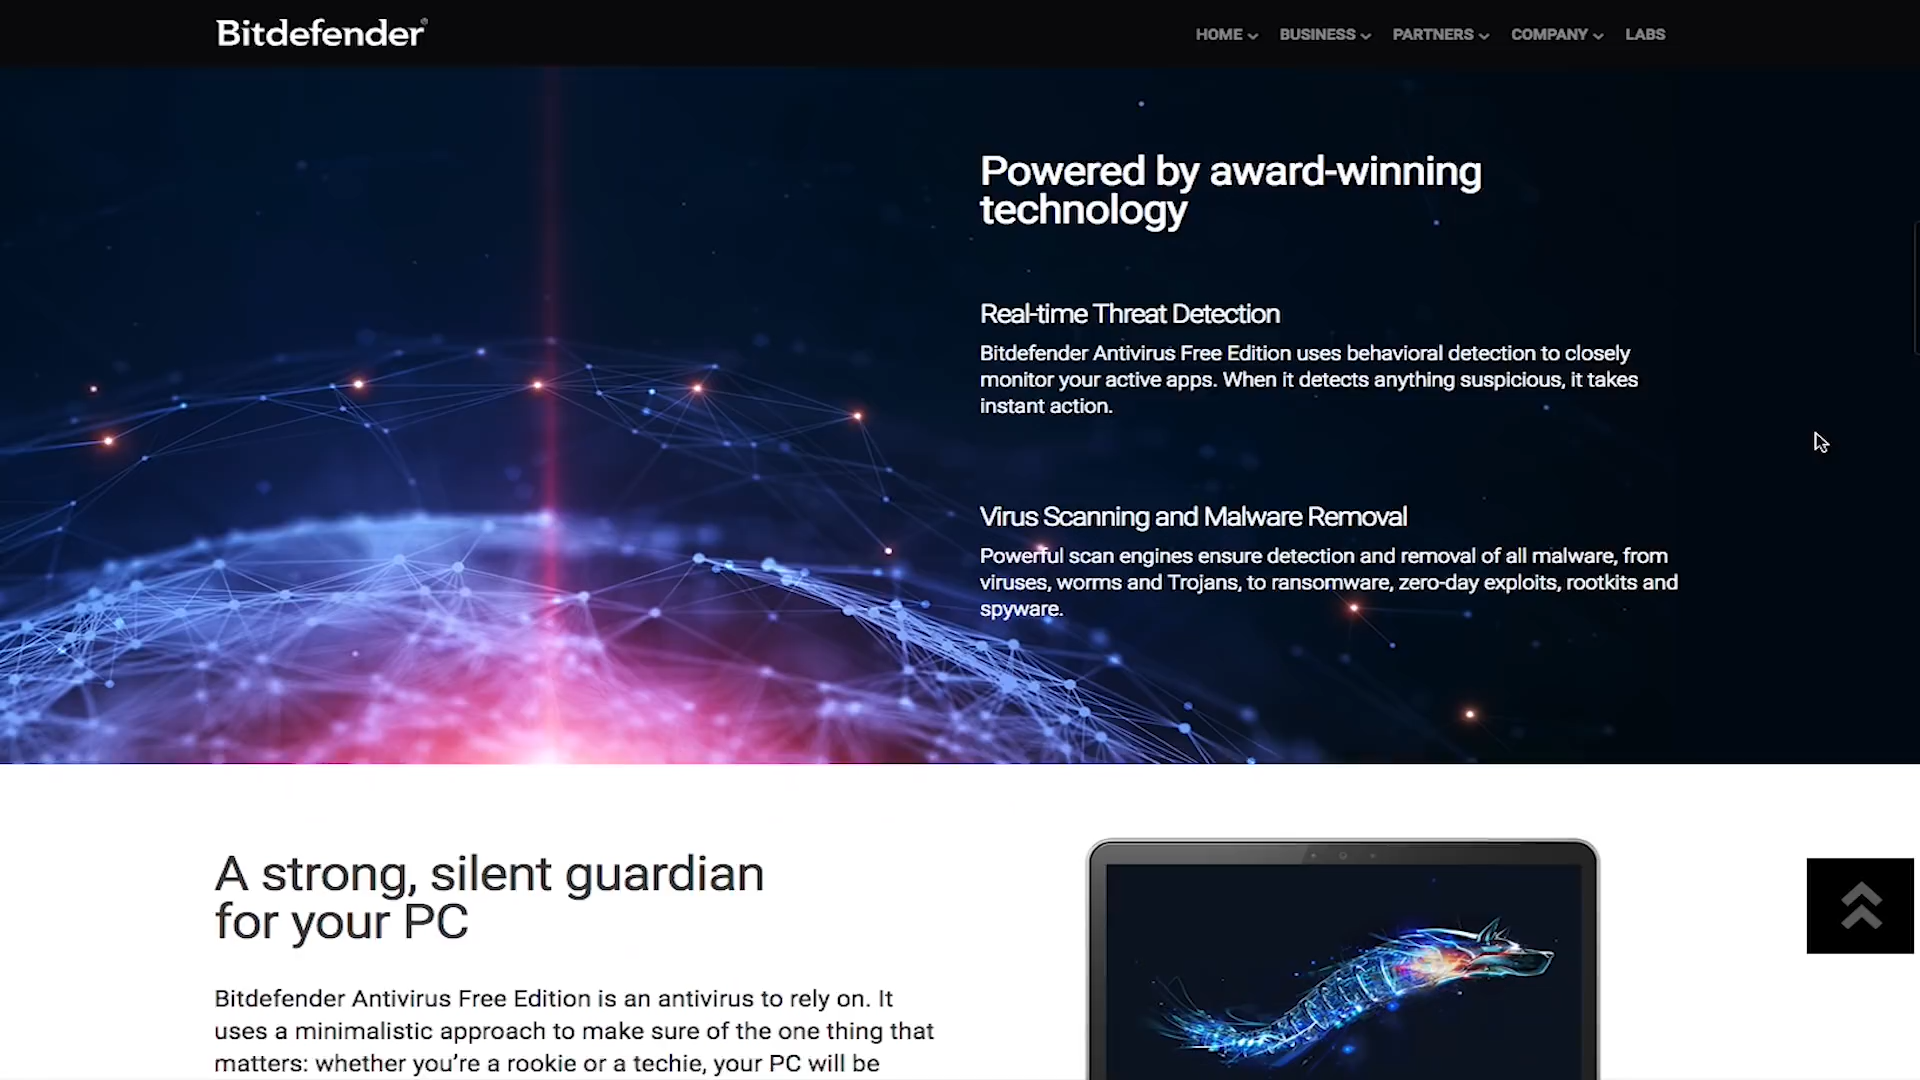 Bitdefender®
HOME
BUSINESS
PARTNERS
COMPANY
LABS
Powered by award-winning
technology
Real-time Threat Detection
Bitdefender Antivirus Free Edition uses behavioral detection to closely
monitor your active apps. When it detects anything suspicious, it takes
instant action.
Virus Scanning and Malware Removal
Powerful scan engines ensure detection and removal of all malware, from
viruses, worms and Trojans, to ransomware, zero-day exploits, rootkits and
spyware.
A strong, silent guardian
for your PC
Bitdefender Antivirus Free Edition is an antivirus to rely on. It
uses a minimalistic approach to make sure of the one thing that
matters: whether you’re a rookie or a techie, your PC will be